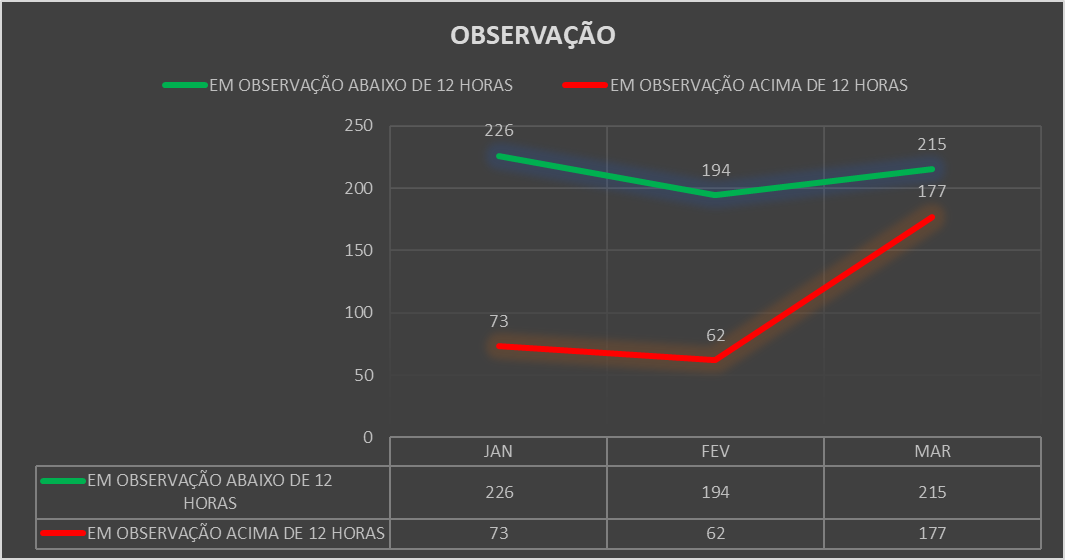 OBSERVAÇÃO
EM OBSERVAÇÃO ABAIXO DE 12 HORAS EM OBSERVAÇÃO ACIMA DE 12 HORAS
250
226
215
200
194
177
150
100
73
62
50
0
JAN FEV MAR
EM OBSERVAÇÃO ABAIXO DE 12
HORAS
226 194 215
EM OBSERVAÇÃO ACIMA DE 12 HORAS 73 62 177